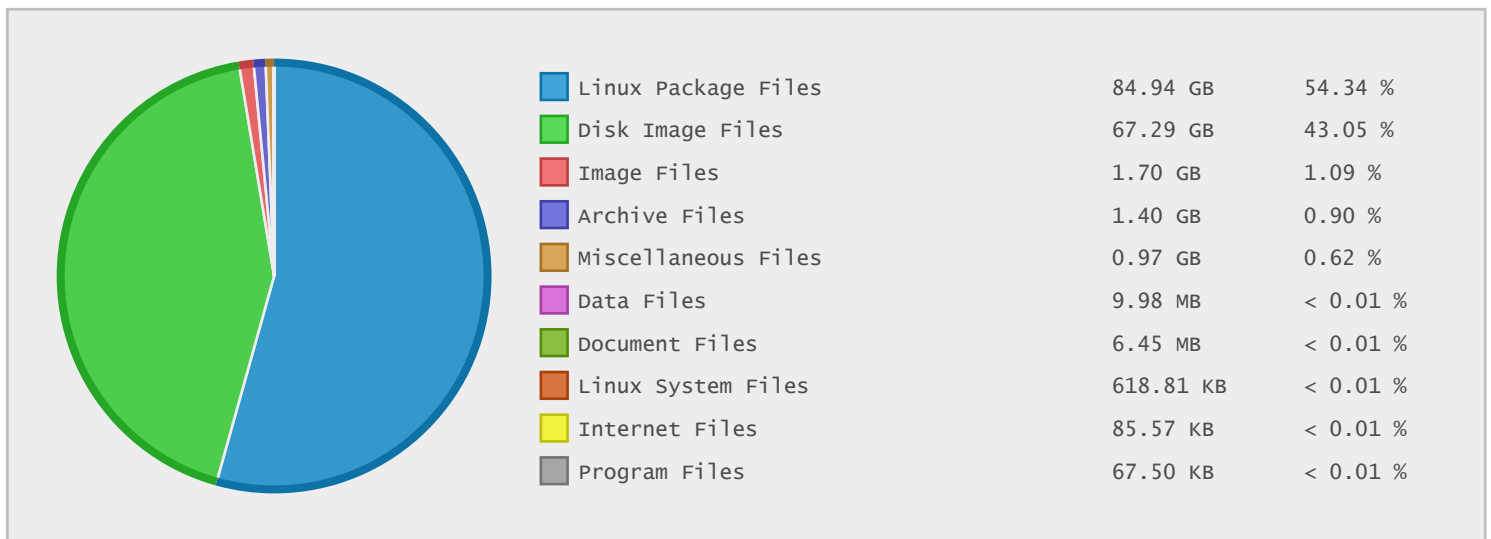 Linux Package Files 84.94 GB 54.34 %
Disk Image Files 67.29 GB 43.05 %
Image Files 1.70 GB 1.09 %
Archive Files 1.40 GB 0.90 %
Miscellaneous Files 0.97 GB 0.62 %
Data Files 9.98 MB < 0.01 %
Document Files 6.45 MB < 0.01 %
Linux System Files 618.81 KB < 0.01 %
Internet Files 85.57 KB < 0.01 %
Program Files 67.50 KB < 0.01 %